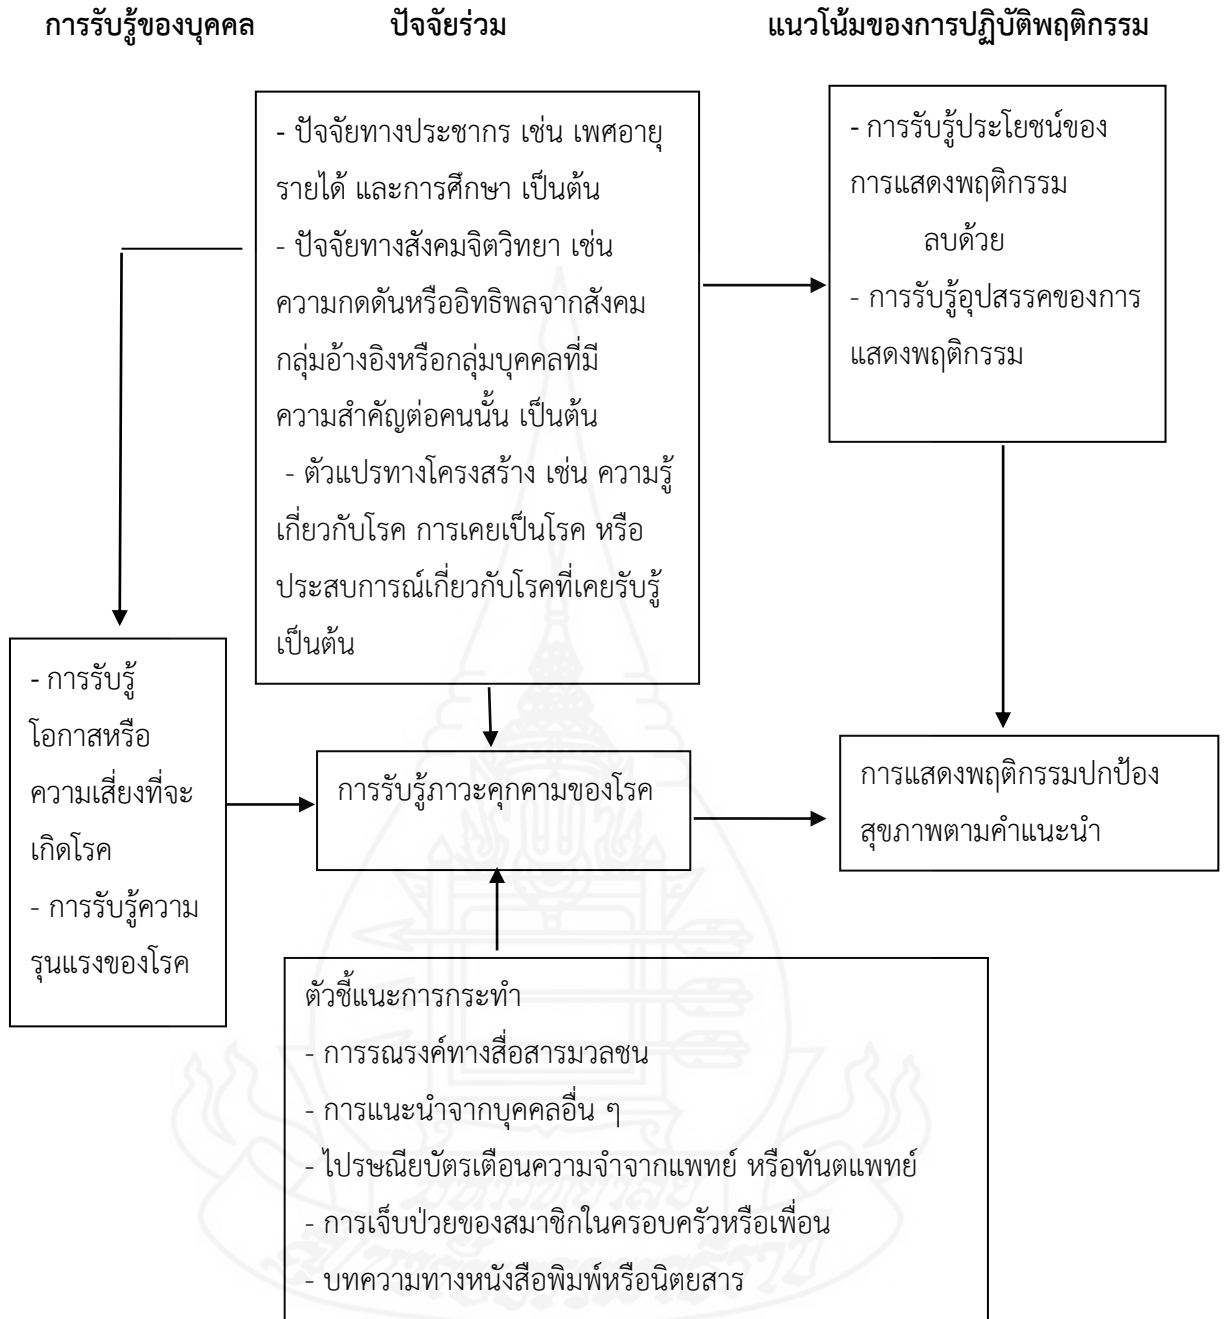 การรับรู้ของบุคคล
ปัจจัยร่วม
แนวโน้มของการปฏิบัติพฤติกรรม
- ปัจจัยทางประชากร เช่น เพศอายุ
รายได้ และการศึกษา เป็นต้น
- ปัจจัยทางสังคมจิตวิทยา เช่น
ความกดดันหรืออิทธิพลจากสังคม
กลุ่มอ้างอิงหรือกลุ่มบุคคลที่มี
ความสำคัญต่อคนนั้น เป็นต้น
- ตัวแปรทางโครงสร้าง เช่น ความรู้
เกี่ยวกับโรค การเคยเป็นโรค หรือ
ประสบการณ์เกี่ยวกับโรคที่เคยรับรู้
เป็นต้น
- การรับรู้ประโยชน์ของ
การแสดงพฤติกรรม
ลบด้วย
- การรับรู้อุปสรรคของการ
แสดงพฤติกรรม
- การรับรู้
โอกาสหรือ
ความเสี่ยงที่จะ
เกิดโรค
- การรับรู้ความ
รุนแรงของโรค
การรับรู้ภาวะคุกคามของโรค
การแสดงพฤติกรรมปกป้อง
สุขภาพตามคำแนะนำ
ตัวชี้แนะการกระทำ
- การรณรงค์ทางสื่อสารมวลชน
- การแนะนำจากบุคคลอื่น ๆ
- ไปรษณียบัตรเตือนความจำจากแพทย์ หรือทันตแพทย์
- การเจ็บป่วยของสมาชิกในครอบครัวหรือเพื่อน
- บทความทางหนังสือพิมพ์หรือนิตยสาร